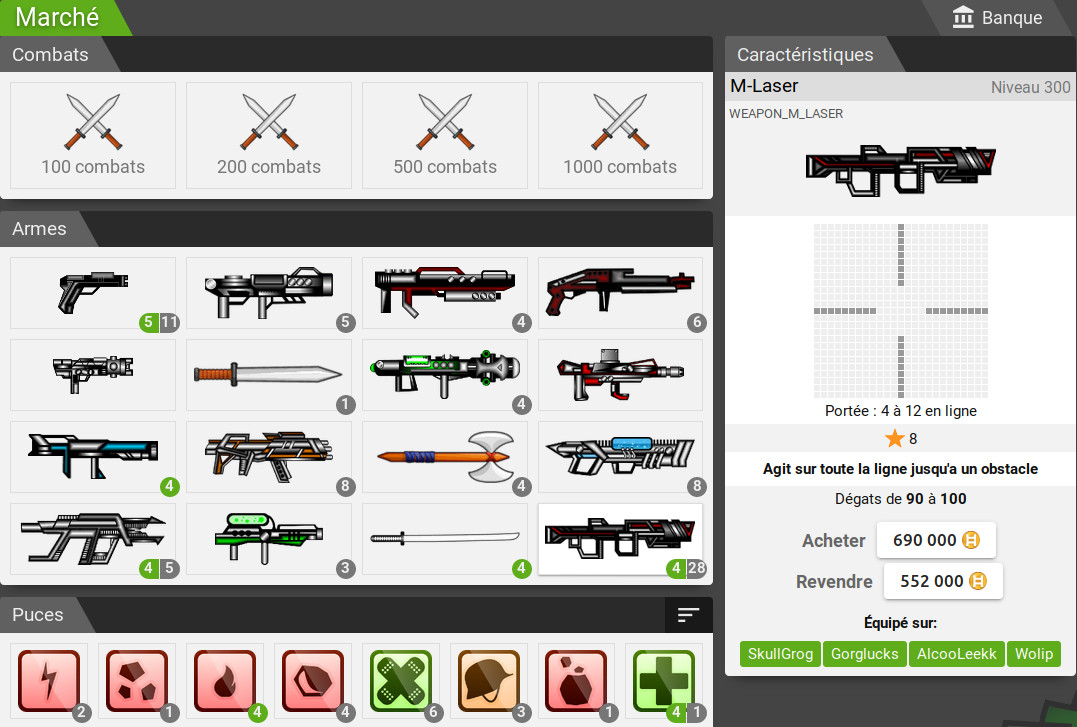 Marché
Banque
Combats
100 combats
200 combats
500 combats
1000 combats
Armes
5 11
5
4
6
1
4
4
8
4
8
4 5
3
4
4 28
Puces
2
1
4
4
6
3
1
4 1
Caractéristiques
M-Laser
Niveau 300
WEAPON_M_LASER
Portée : 4 à 12 en ligne
8
Agit sur toute la ligne jusqu'a un obstacle
Dégats de 90 à 100
Acheter 690 000
Revendre 552 000
Équipé sur:
SkullGrog Gorglucks AlcooLeekk Wolip